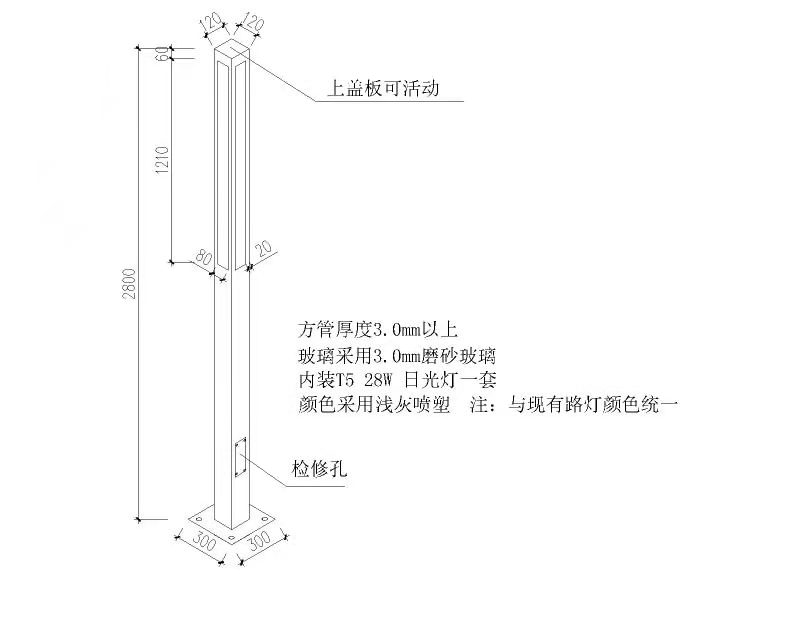 120 120
60
上盖板可活动
1210
80 20
2800
方管厚度3.0mm以上
玻璃采用3.0mm磨砂玻璃
内装T5 28W 日光灯一套
颜色采用浅灰喷塑 注：与现有路灯颜色统一
检修孔
300 300